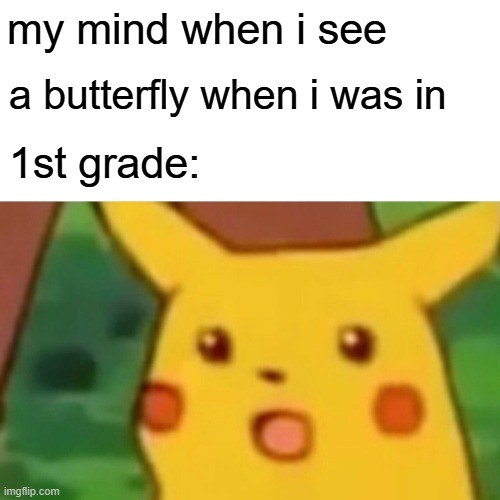 my mind when i see
a butterfly when i was in
1st grade:
imgflip.com